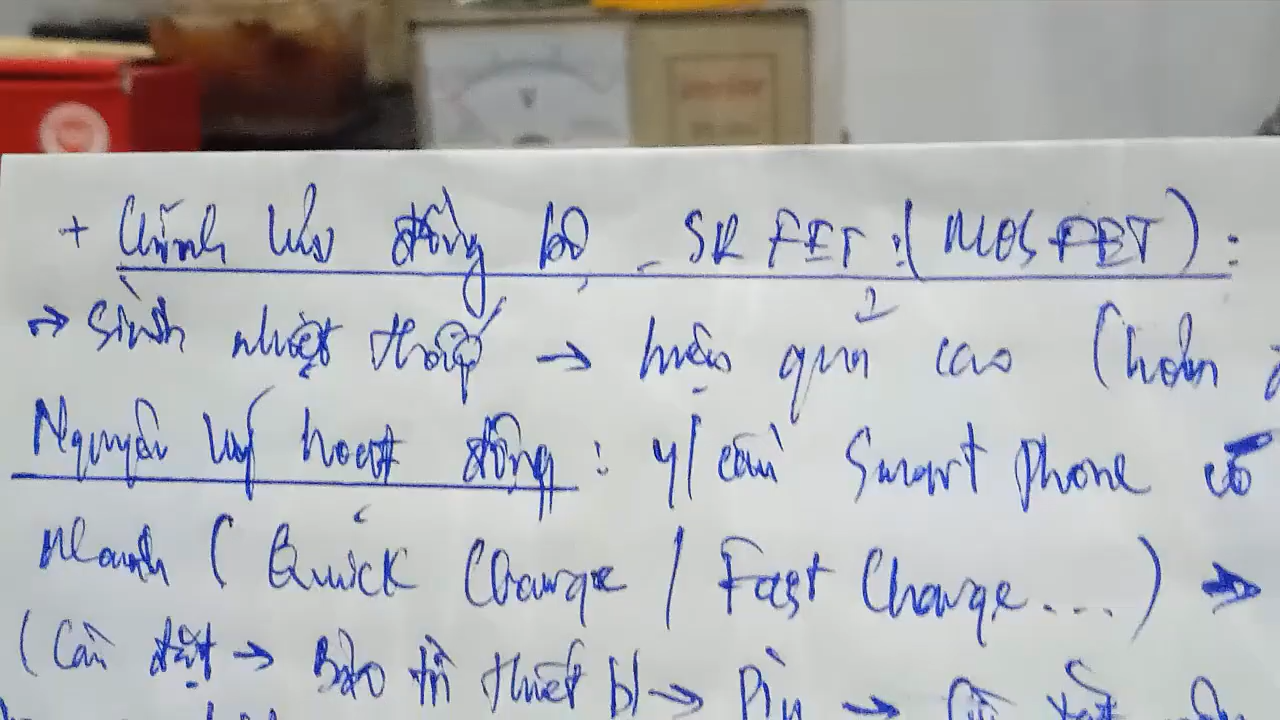 + Chỉnh lưu đồng bộ - SR FET : ( MOSFET ) :
→ Sinh nhiệt thấp → hiệu quả cao (hoàn
Nguyên lý hoạt động : y/cầu Smart phone có
nhanh ( Quick Charge / Fast Charge ... ) →
( Cài đặt → Bảo trì thiết bị → Pin →